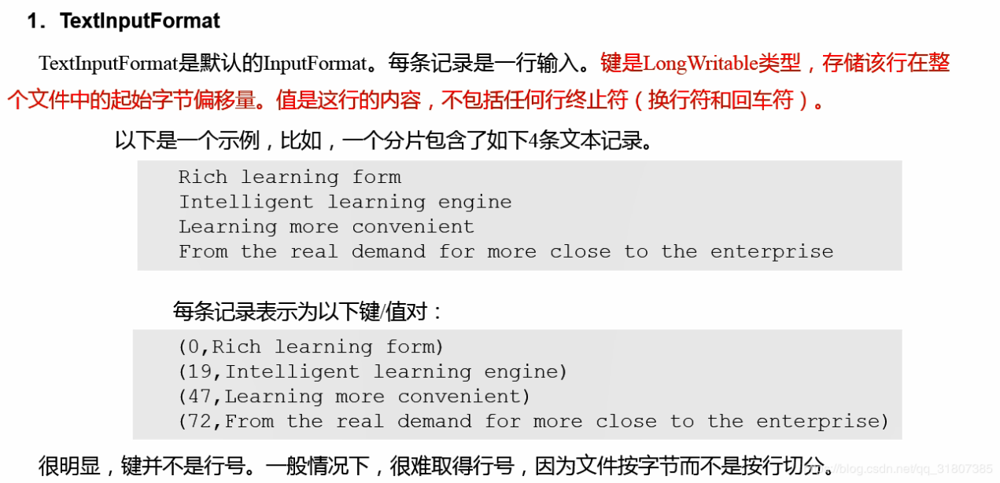 1. TextInputFormat
TextInputFormat是默认的InputFormat。每条记录是一行输入。键是LongWritable类型，存储该行在整
个文件中的起始字节偏移量。值是这行的内容，不包括任何行终止符（换行符和回车符）。
以下是一个示例，比如，一个分片包含了如下4条文本记录。
Rich learning form
Intelligent learning engine
Learning more convenient
From the real demand for more close to the enterprise
每条记录表示为以下键/值对：
(0,Rich learning form)
(19,Intelligent learning engine)
(47,Learning more convenient)
(72,From the real demand for more close to the enterprise)
很明显，键并不是行号。一般情况下，很难取得行号，因为文件按字节而不是按行切分。
blog.csdn.net/qq_31807385